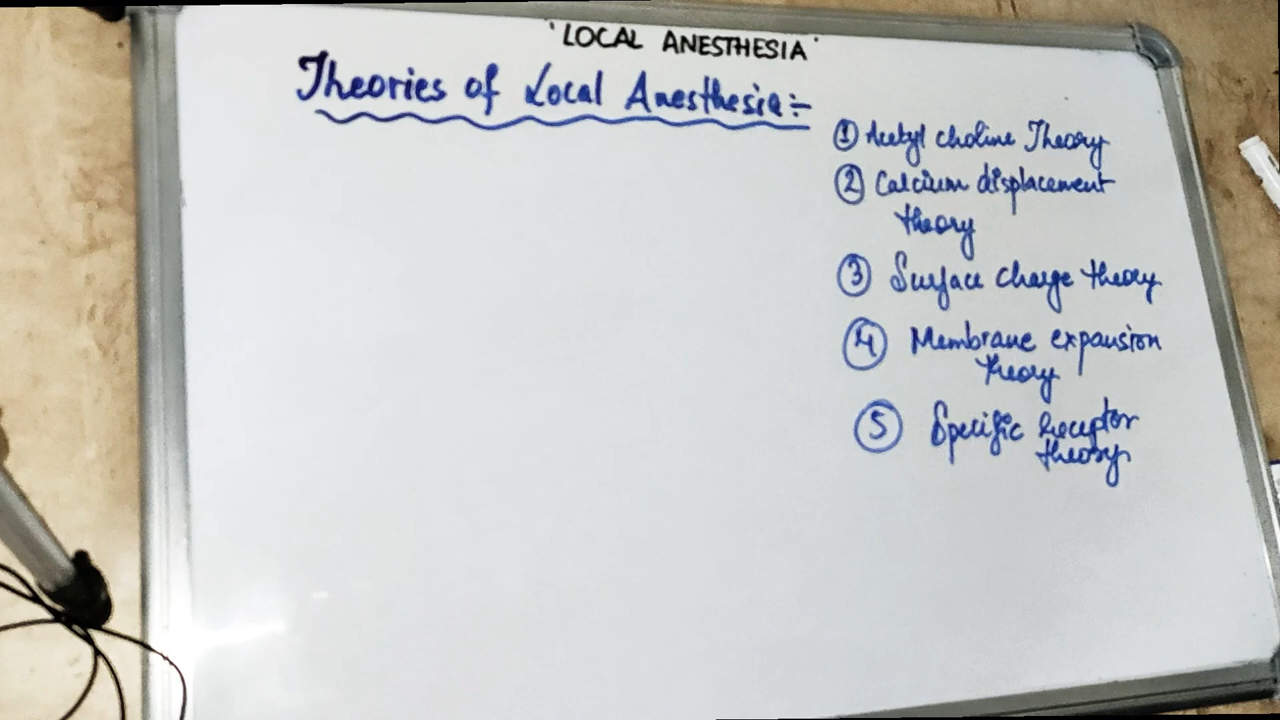 'LOCAL ANESTHESIA'
Theories of Local Anesthesia:-
① Acetyl choline Theory
② Calcium displacement
theory
③ Surface charge theory
④ Membrane expansion
theory
⑤ Specific Receptor
theory